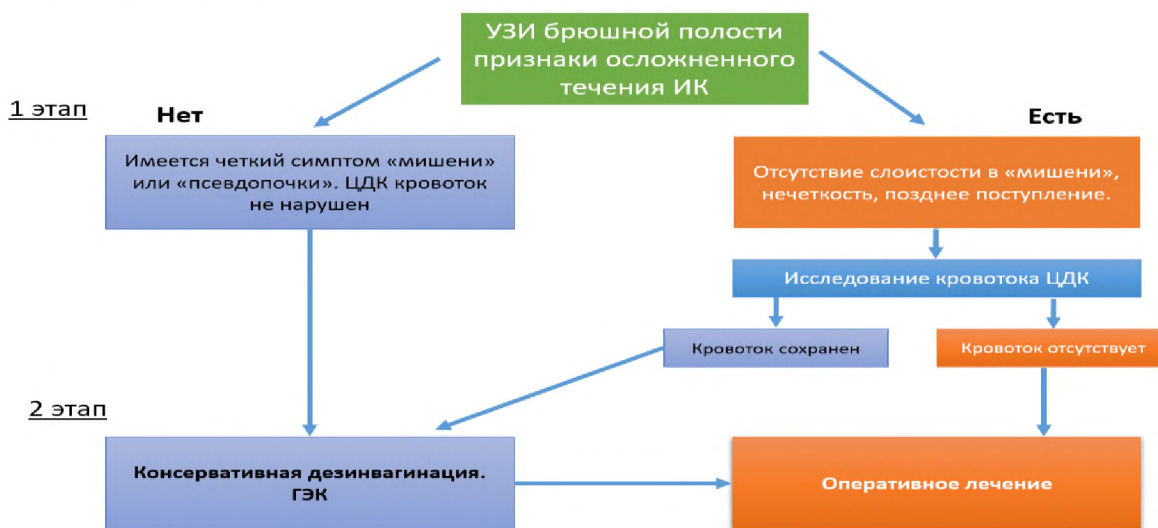 УЗИ брюшной полости
признаки осложненного
течения ИК
1 этап
Нет
Есть
Имеется четкий симптом «мишени»
или «псевдопочки». ЦДК кровоток
не нарушен
Отсутствие слоистости в «мишени»,
нечеткость, позднее поступление.
Исследование кровотока ЦДК
Кровоток сохранен
Кровоток отсутствует
2 этап
Консервативная дезинвагинация.
ГЭК
Оперативное лечение